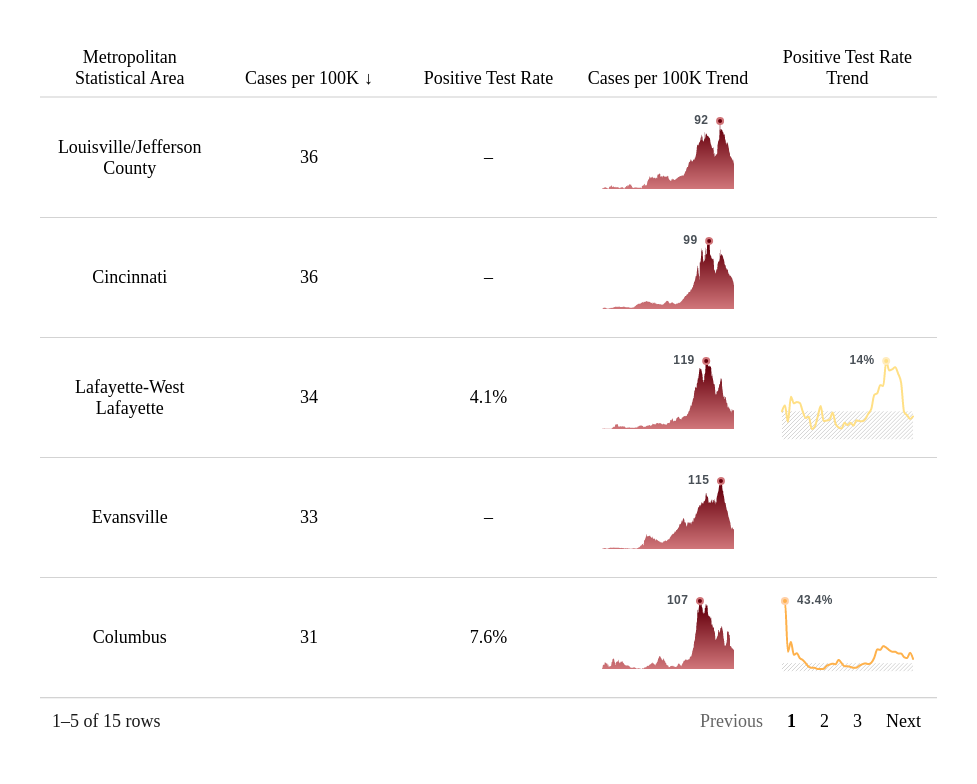 Metropolitan
Statistical Area
Cases per 100K ↓
Positive Test Rate
Cases per 100K Trend
Positive Test Rate
Trend
Louisville/Jefferson
County
36
–
92
Cincinnati
36
–
99
Lafayette-West
Lafayette
34
4.1%
119
14%
Evansville
33
–
115
Columbus
31
7.6%
107
43.4%
1–5 of 15 rows
Previous 1 2 3 Next